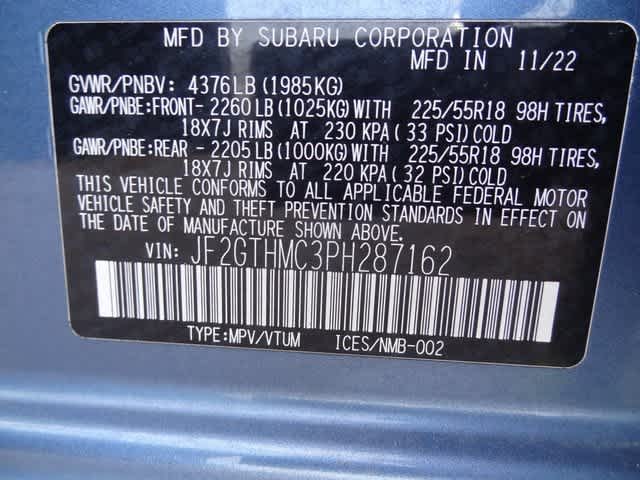 MFD BY SUBARU CORPORATION
MFD IN 11/22
GVWR/PNBV: 4376LB (1985KG)
GAWR/PNBE:FRONT-2260LB(1025KG)WITH 225/55R18 98H TIRES,
18X7J RIMS AT 230 KPA( 33 PSI)COLD
GAWR/PNBE:REAR -2205LB(1000KG)WITH 225/55R18 98H TIRES,
18X7J RIMS AT 220 KPA( 32 PSI)COLD
THIS VEHICLE CONFORMS TO ALL APPLICABLE FEDERAL MOTOR
VEHICLE SAFETY AND THEFT PREVENTION STANDARDS IN EFFECT ON
THE DATE OF MANUFACTURE SHOWN ABOVE.
VIN: JF2GTHMC3PH287162
TYPE:MPV/VTUM ICES/NMB-002